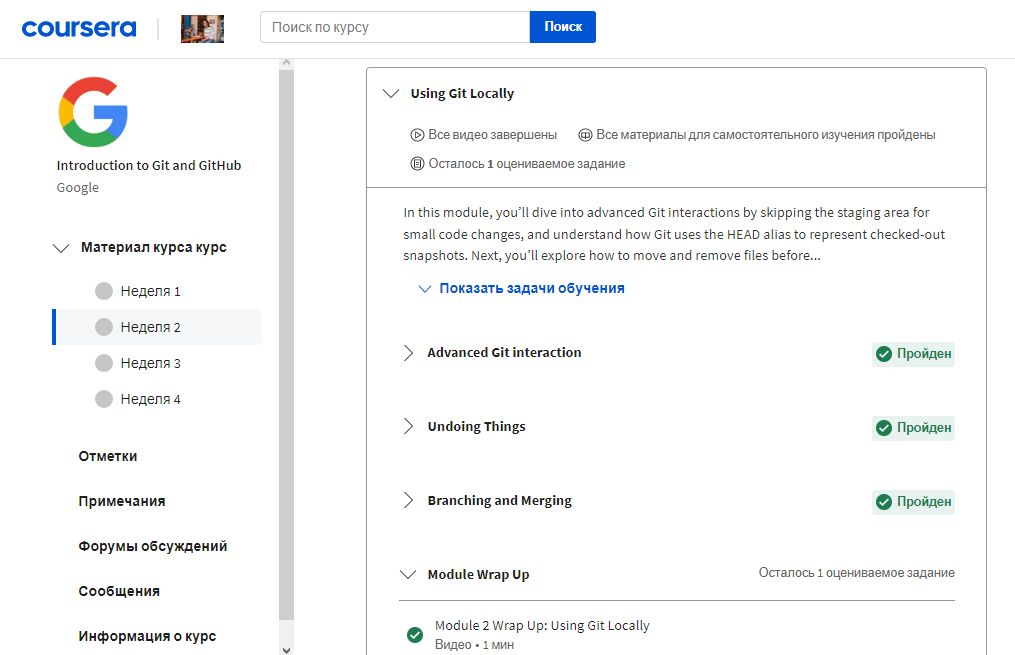 coursera
Поиск по курсу
Поиск
Introduction to Git and GitHub
Google
Материал курса курс
Неделя 1
Неделя 2
Неделя 3
Неделя 4
Отметки
Примечания
Форумы обсуждений
Сообщения
Информация о курс
Using Git Locally
Все видео завершены
Все материалы для самостоятельного изучения пройдены
Осталось 1 оцениваемое задание
In this module, you’ll dive into advanced Git interactions by skipping the staging area for
small code changes, and understand how Git uses the HEAD alias to represent checked-out
snapshots. Next, you’ll explore how to move and remove files before...
Показать задачи обучения
Advanced Git interaction
Пройден
Undoing Things
Пройден
Branching and Merging
Пройден
Module Wrap Up
Осталось 1 оцениваемое задание
Module 2 Wrap Up: Using Git Locally
Видео • 1 мин